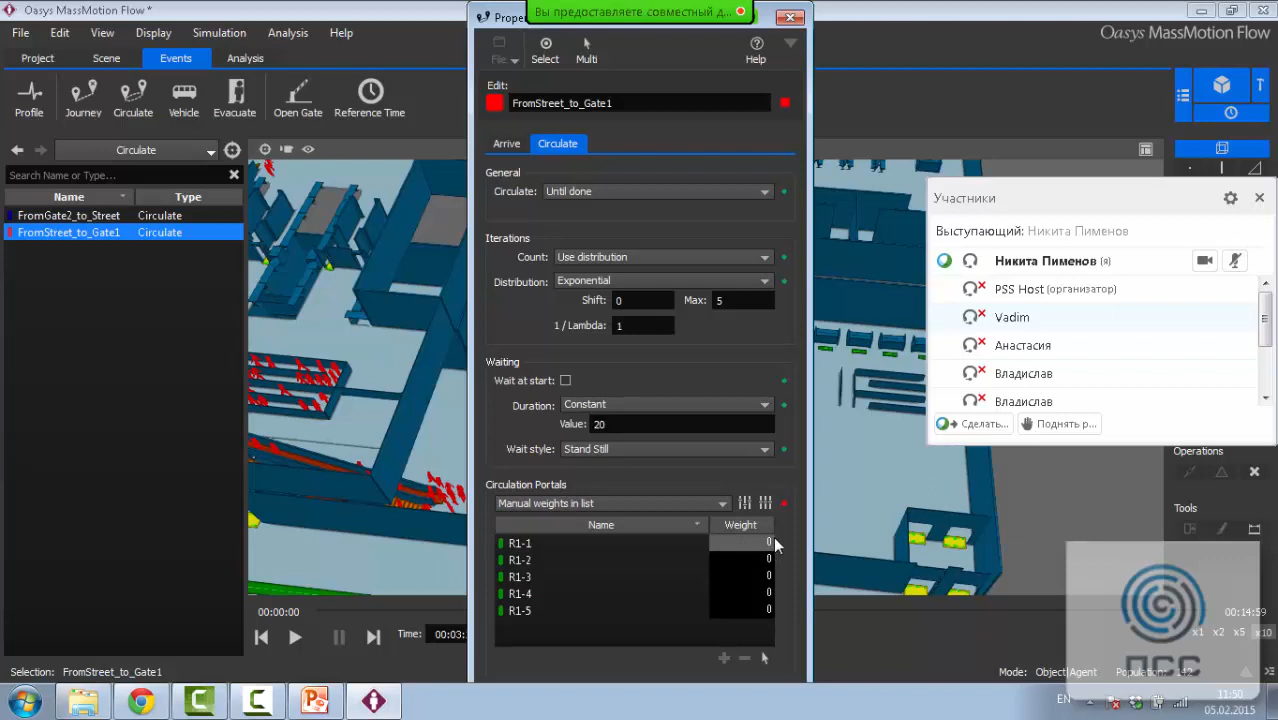 Oasys MassMotion Flow *
Proper
Вы предоставляете совместный д...
File Edit View Display Simulation Analysis Help
Oasys MassMotion Flow
Project Scene Events Analysis
File
Select Multi Help
Profile Journey Circulate Vehicle Evacuate Open Gate Reference Time
Edit:
FromStreet_to_Gate1
Circulate
Arrive Circulate
Search Name or Type...
Name Type
FromGate2_to_Street Circulate
FromStreet_to_Gate1 Circulate
General
Circulate: Until done
Iterations
Count: Use distribution
Distribution: Exponential
Shift: 0 Max: 5
1 / Lambda: 1
Waiting
Wait at start:
Duration: Constant
Value: 20
Wait style: Stand Still
Circulation Portals
Manual weights in list
Name Weight
R1-1 0
R1-2 0
R1-3 0
R1-4 0
R1-5 0
Участники
Выступающий: Никита Пименов
Никита Пименов (я)
PSS Host (организатор)
Vadim
Анастасия
Владислав
Владислав
Сделать... Поднять р...
Operations
Tools
00:00:00
00:14:59
Time: 00:03:
x1 x2 x5 x10
Selection: FromStreet_to_Gate1
Mode: Object|Agent Population: 142
ПСС
EN
11:50
05.02.2015